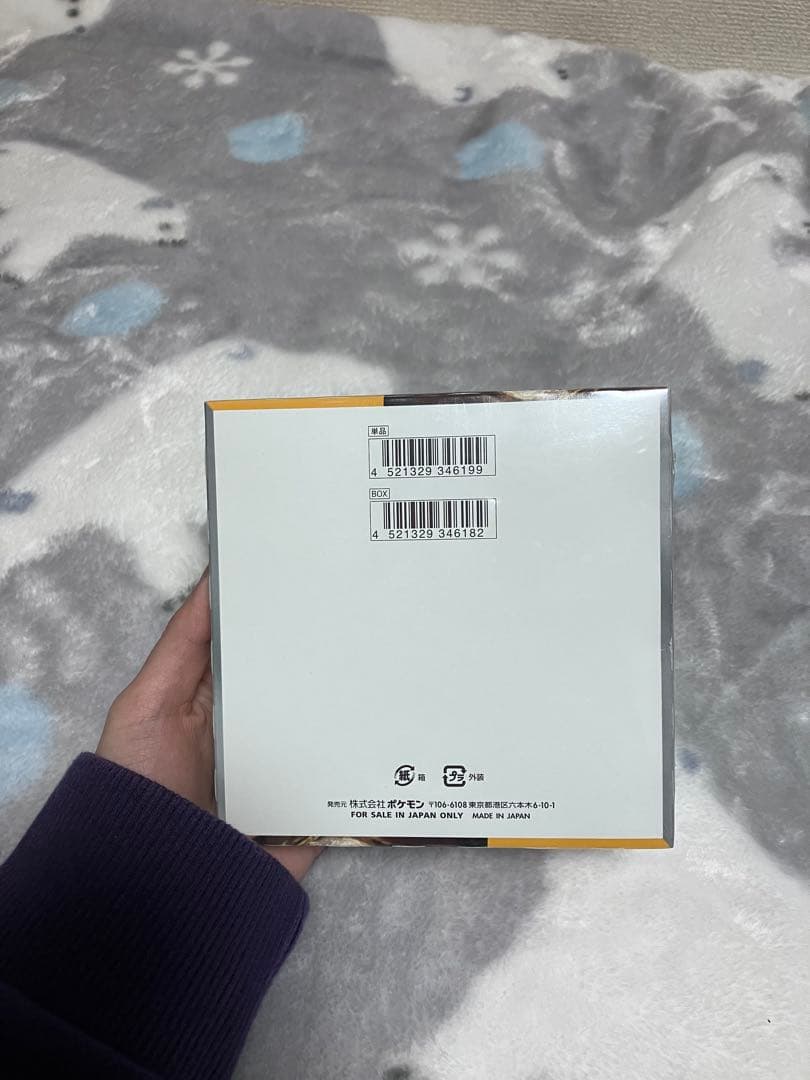 単品
4 521329 346199
BOX
4 521329 346182
紙 箱 プラ 外装
発売元 株式会社ポケモン 〒106-6108 東京都港区六本木6-10-1
FOR SALE IN JAPAN ONLY MADE IN JAPAN